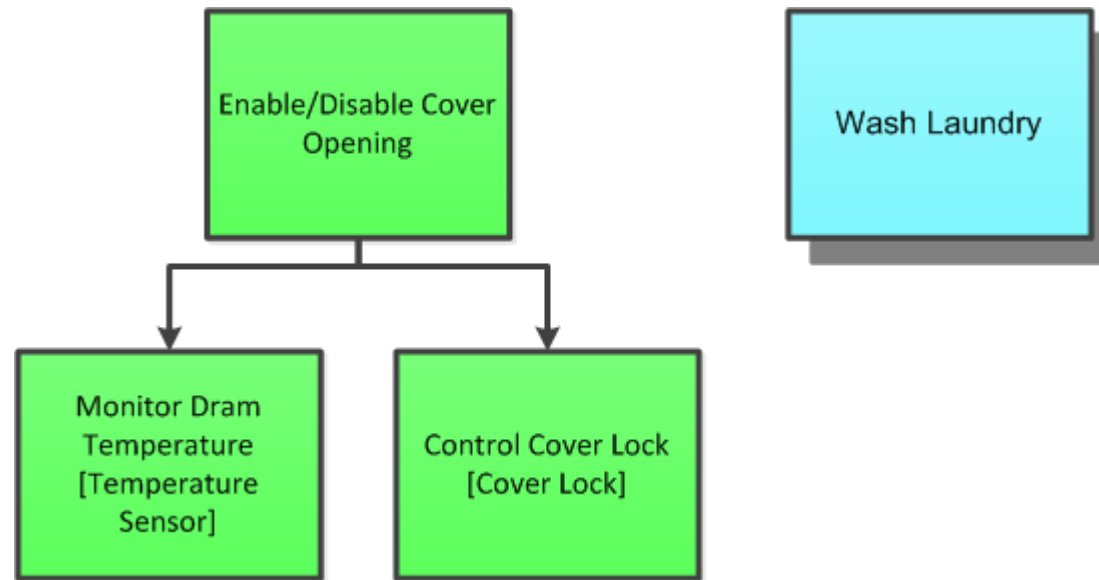 Enable/Disable Cover
Opening
Wash Laundry
Monitor Dram
Temperature
[Temperature
Sensor]
Control Cover Lock
[Cover Lock]